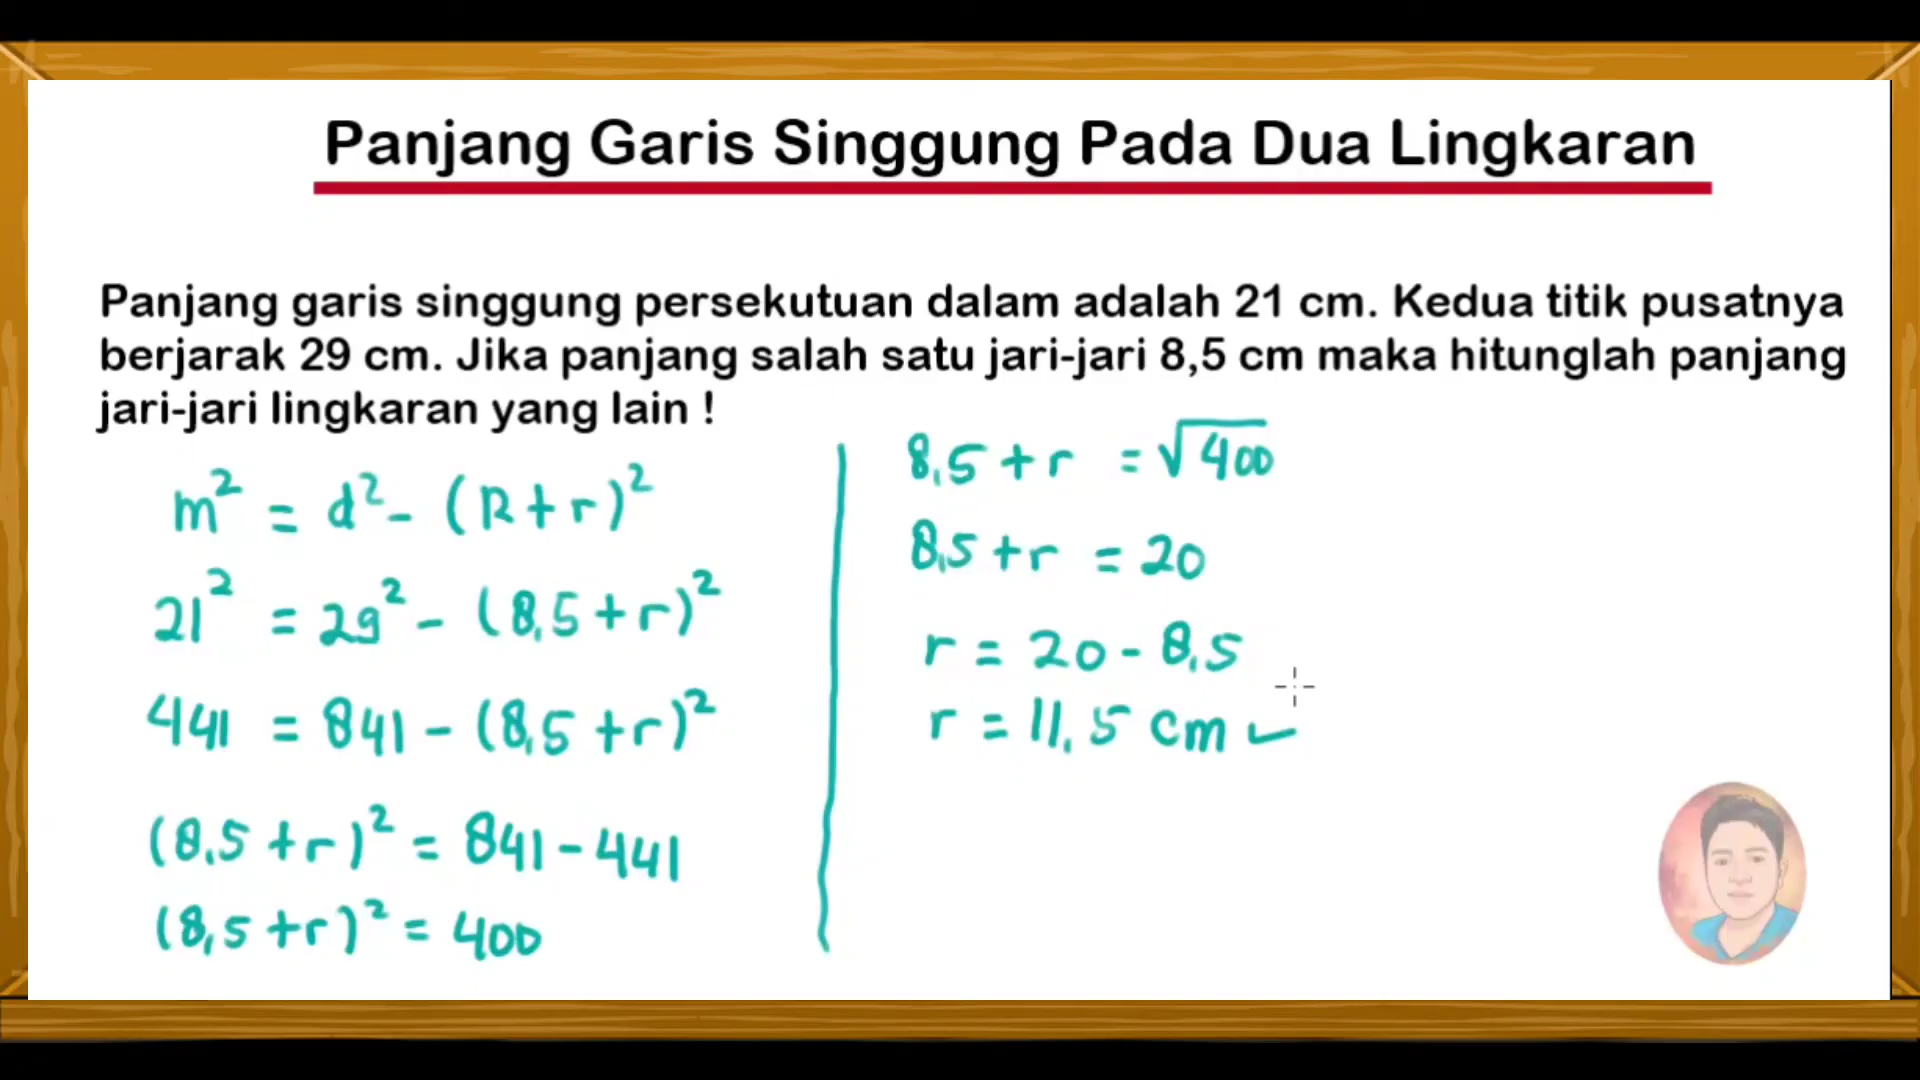 Panjang Garis Singgung Pada Dua Lingkaran
Panjang garis singgung persekutuan dalam adalah 21 cm. Kedua titik pusatnya
berjarak 29 cm. Jika panjang salah satu jari-jari 8,5 cm maka hitunglah panjang
jari-jari lingkaran yang lain !
m² = d² - (R+r)²
21² = 29² - (8,5+r)²
441 = 841 - (8,5+r)²
(8,5+r)² = 841-441
(8,5+r)² = 400
8,5+r = √400
8,5+r = 20
r = 20 - 8,5
r = 11,5 cm ✓